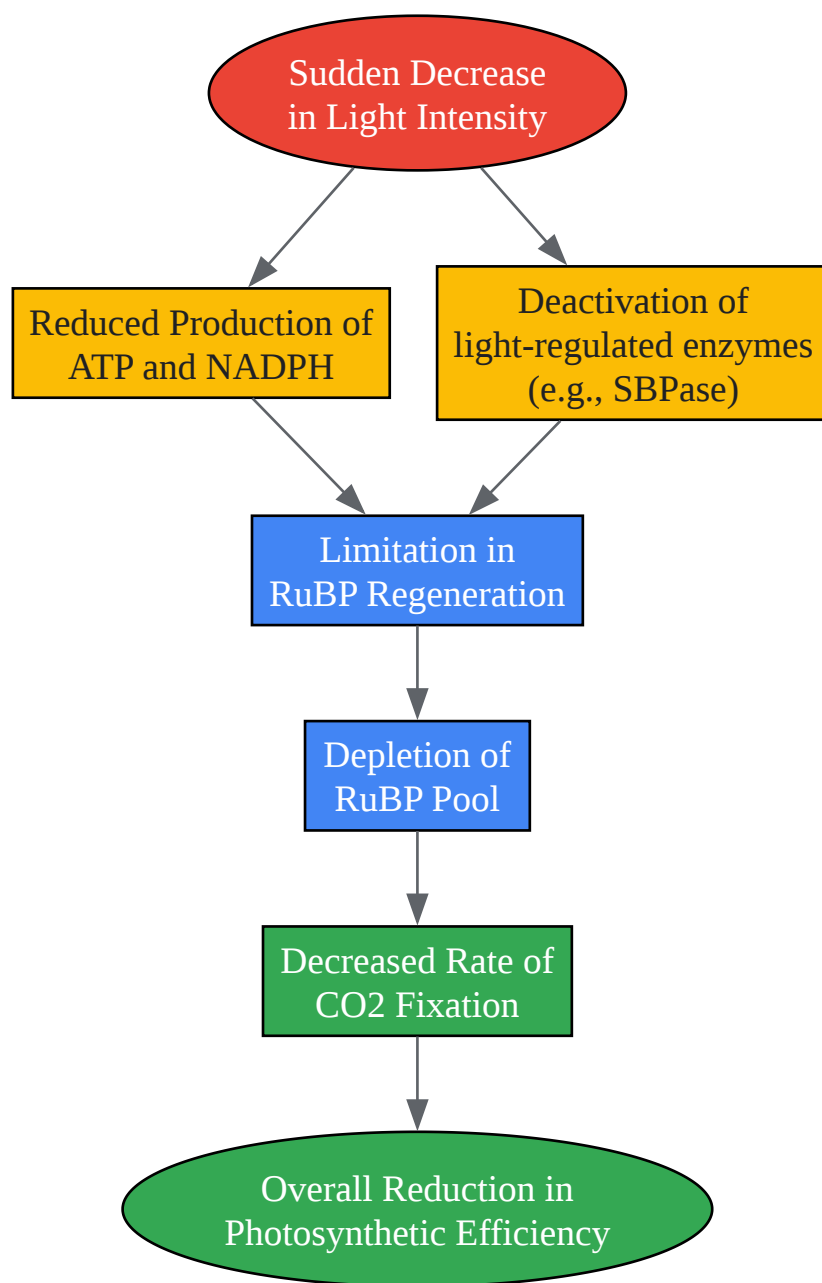 Sudden Decrease
in Light Intensity
Reduced Production of
ATP and NADPH
Deactivation of
light-regulated enzymes
(e.g., SBPase)
Limitation in
RuBP Regeneration
Depletion of
RuBP Pool
Decreased Rate of
CO2 Fixation
Overall Reduction in
Photosynthetic Efficiency